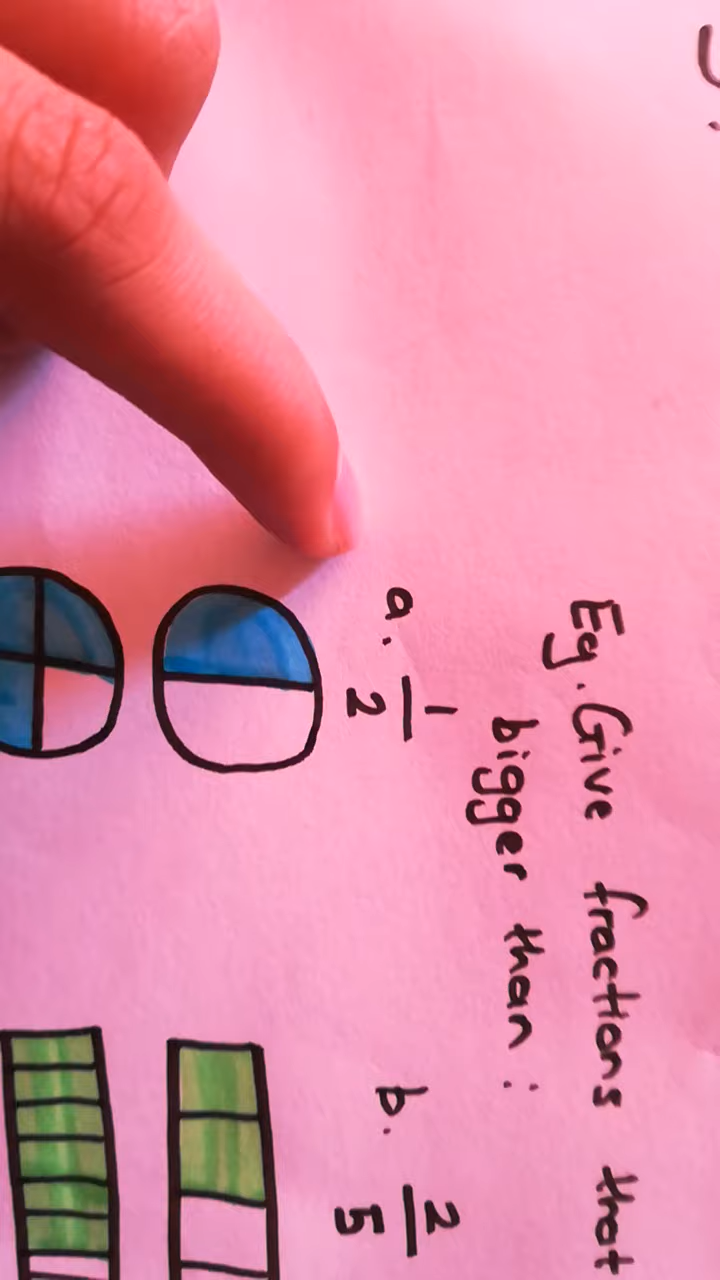 Eg. Give fractions that
bigger than :
a. 1/2 b. 2/5